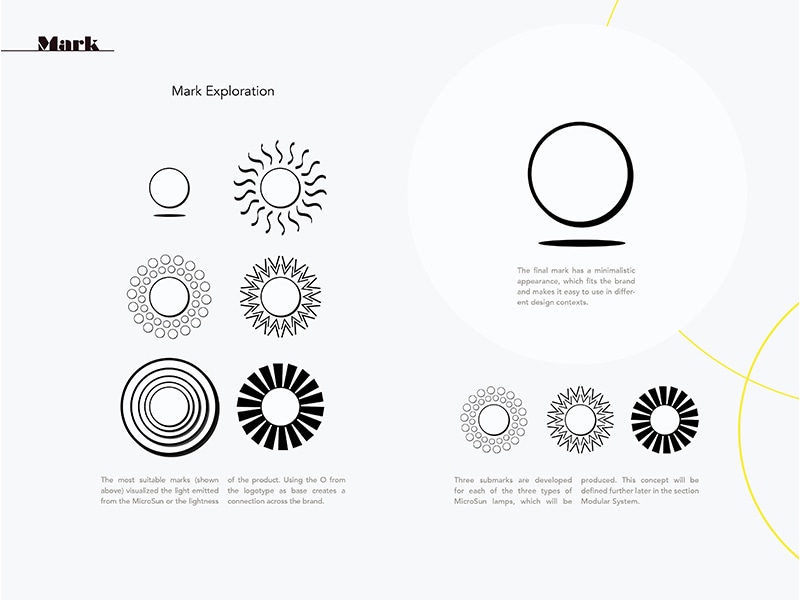 Mark
Mark Exploration
The most suitable marks (shown
above) visualized the light emitted
from the MicroSun or the lightness
of the product. Using the O from
the logotype as base creates a
connection across the brand.
The final mark has a minimalistic
appearance, which fits the brand
and makes it easy to use in differ-
ent design contexts.
Three submarks are developed
for each of the three types of
MicroSun lamps, which will be
produced. This concept will be
defined further later in the section
Modular System.